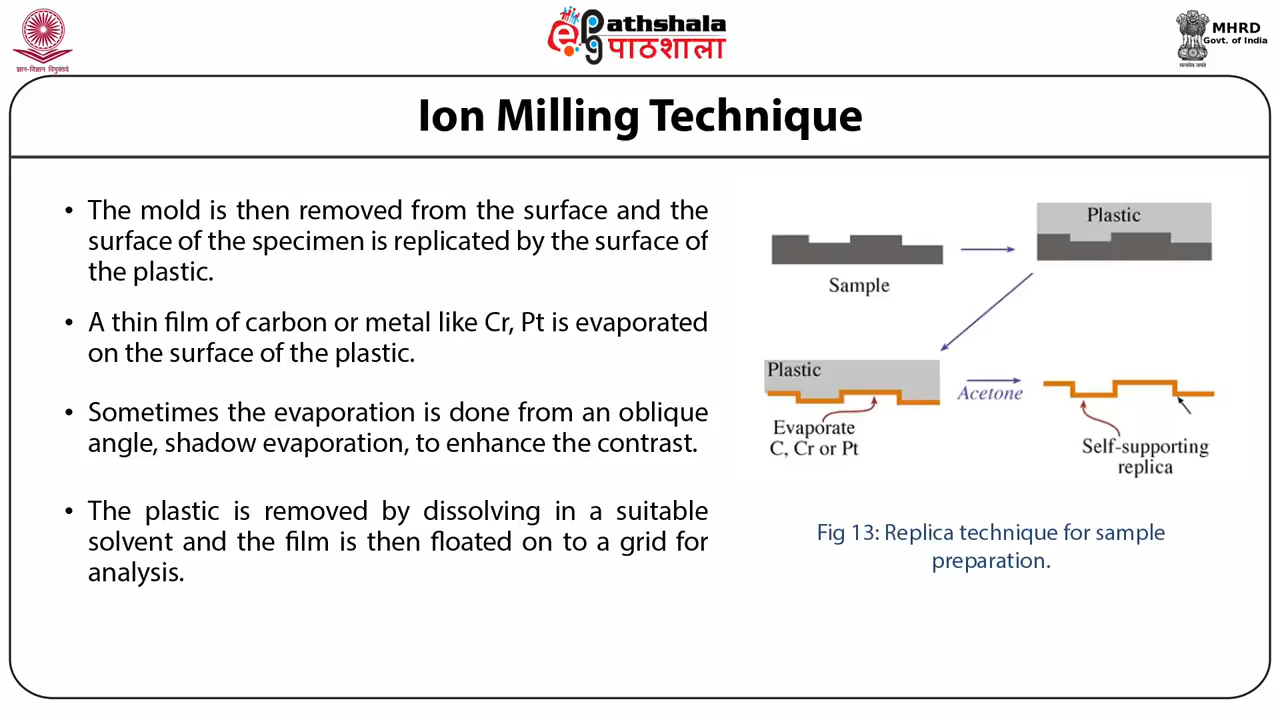 ज्ञान-विज्ञान विमुक्तये
ePG athshala
पाठशाला
MHRD
Govt. of India
सत्यमेव जयते
Ion Milling Technique
• The mold is then removed from the surface and the
surface of the specimen is replicated by the surface of
the plastic.
• A thin film of carbon or metal like Cr, Pt is evaporated
on the surface of the plastic.
• Sometimes the evaporation is done from an oblique
angle, shadow evaporation, to enhance the contrast.
• The plastic is removed by dissolving in a suitable
solvent and the film is then floated on to a grid for
analysis.
Sample
Plastic
Plastic
Evaporate
C, Cr or Pt
Acetone
Self-supporting
replica
Fig 13: Replica technique for sample
preparation.